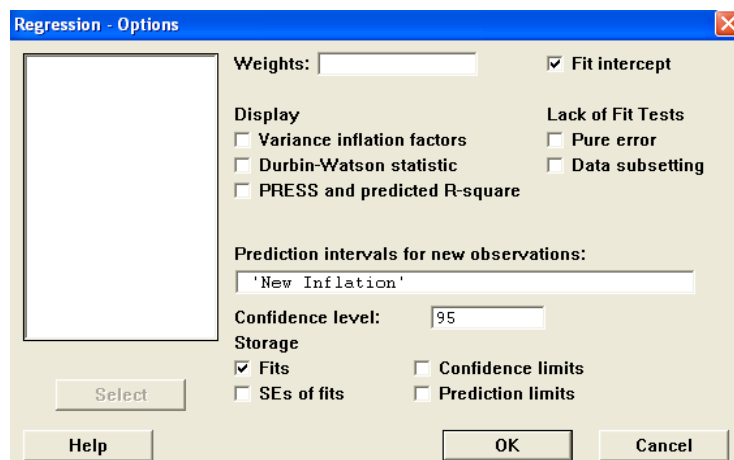 Regression - Options
Weights:
Fit intercept
Display
Lack of Fit Tests
Variance inflation factors
Pure error
Durbin-Watson statistic
Data subsetting
PRESS and predicted R-square
Prediction intervals for new observations:
'New Inflation'
Confidence level: 95
Storage
Fits
Confidence limits
Select
SEs of fits
Prediction limits
Help
OK
Cancel